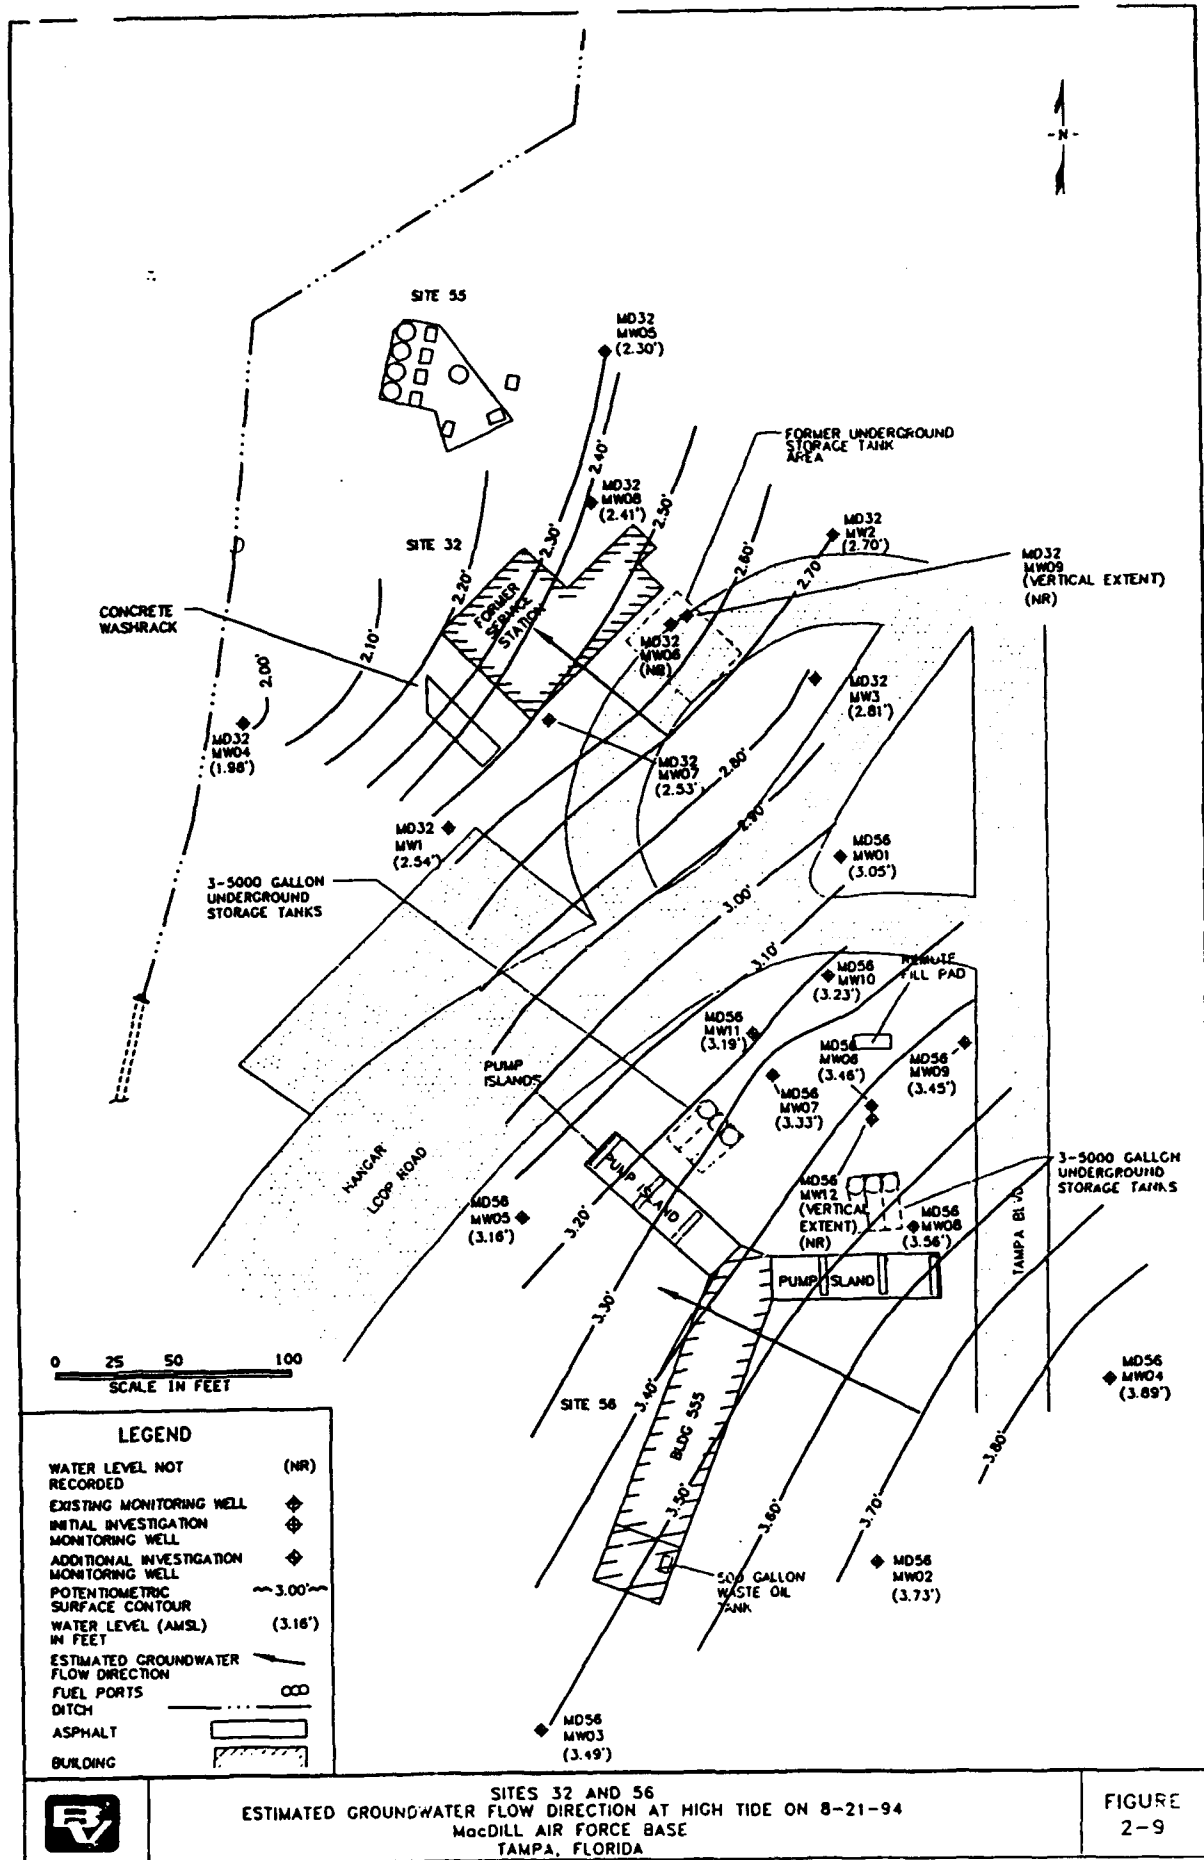 -N-
SITE 55
MD32
MW05
(2.30')
FORMER UNDERGROUND
STORAGE TANK
AREA
2.40'
MD32
MW08
(2.41')
2.50'
2.30'
SITE 32
2.20'
2.60'
MD32
MW2
(2.70')
2.70'
MD32
MW09
(VERTICAL EXTENT)
(NR)
CONCRETE
WASHRACK
FORMER
SERVICE
STATION
2.10'
2.00'
MD32
MW06
(NR)
MD32
MW3
(2.81')
MD32
MW04
(1.98')
MD32
MW07
(2.53')
2.80'
2.90'
MD32
MW1
(2.54')
MD56
MW01
(3.05')
3-5000 GALLON
UNDERGROUND
STORAGE TANKS
3.00'
3.10'
REMOTE
FILL PAD
MD56
MW10
(3.23')
MD56
MW11
(3.19')
MD56
MW06
(3.46')
MD56
MW09
(3.45')
PUMP
ISLANDS
MD56
MW07
(3.33')
HANGAR
LOOP ROAD
PUMP ISLAND
3-5000 GALLON
UNDERGROUND
STORAGE TANKS
MD56
MW12
(VERTICAL
EXTENT)
(NR)
MD56
MW05
(3.16')
3.20'
MD56
MW08
(3.56')
TAMPA BLVD
PUMP ISLAND
3.30'
0 25 50 100
SCALE IN FEET
SITE 56
3.40'
BLDG 555
MD56
MW04
(3.89')
3.80'
3.50'
3.60'
3.70'
500 GALLON
WASTE OIL
TANK
MD56
MW02
(3.73')
MD56
MW03
(3.49')
LEGEND
WATER LEVEL NOT
RECORDED (NR)
EXISTING MONITORING WELL
INITIAL INVESTIGATION
MONITORING WELL
ADDITIONAL INVESTIGATION
MONITORING WELL
POTENTIOMETRIC
SURFACE CONTOUR 3.00'
WATER LEVEL (AMSL)
IN FEET (3.16')
ESTIMATED GROUNDWATER
FLOW DIRECTION
FUEL PORTS
DITCH
ASPHALT
BUILDING
BV
SITES 32 AND 56
ESTIMATED GROUNDWATER FLOW DIRECTION AT HIGH TIDE ON 8-21-94
MacDILL AIR FORCE BASE
TAMPA, FLORIDA
FIGURE
2-9